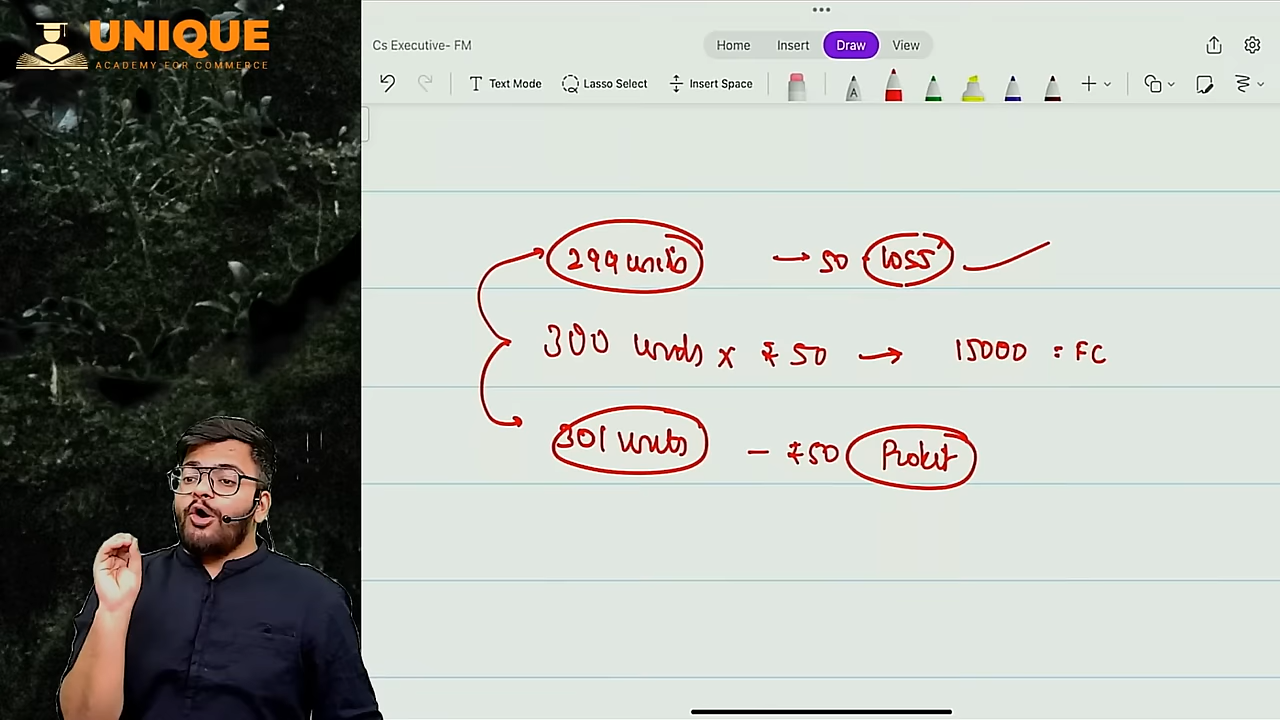 UNIQUE
ACADEMY FOR COMMERCE
Cs Executive- FM
Home Insert Draw View
Text Mode Lasso Select Insert Space
A
299 units → 50 Loss
300 units x ₹50 → 15000 = FC
301 units – ₹50 Profit